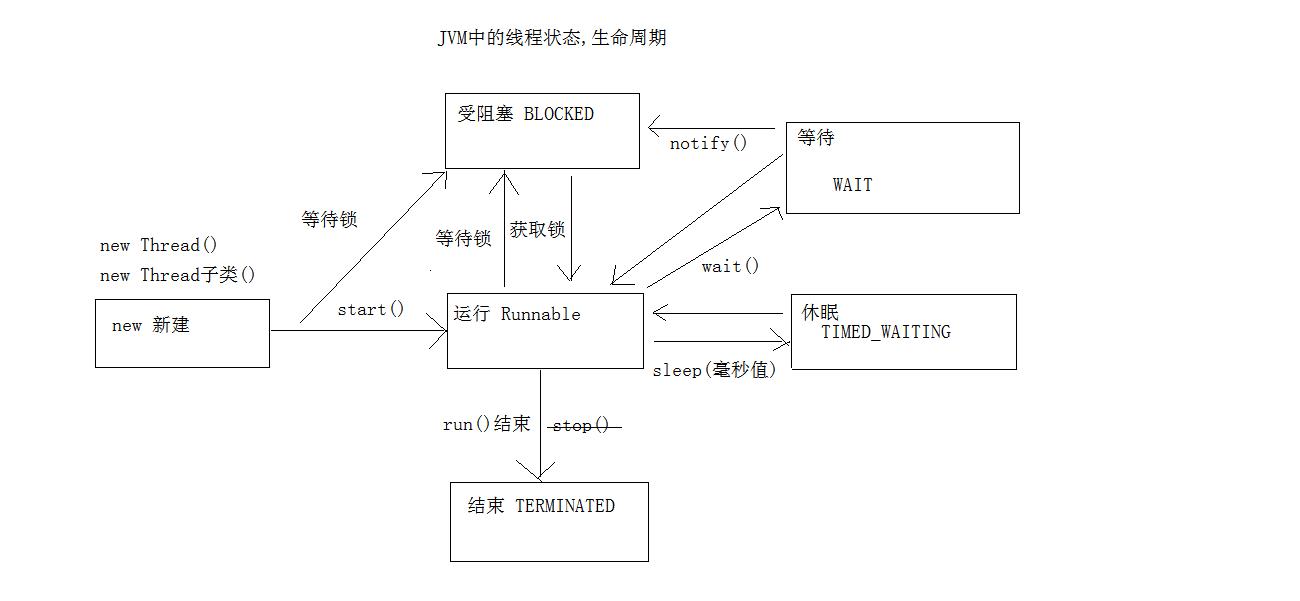 JVM中的线程状态,生命周期
受阻塞 BLOCKED
notify()
等待
WAIT
等待锁
等待锁
获取锁
new Thread()
new Thread子类()
wait()
new 新建
start()
运行 Runnable
休眠
TIMED_WAITING
sleep(毫秒值)
run()结束
stop()
结束 TERMINATED